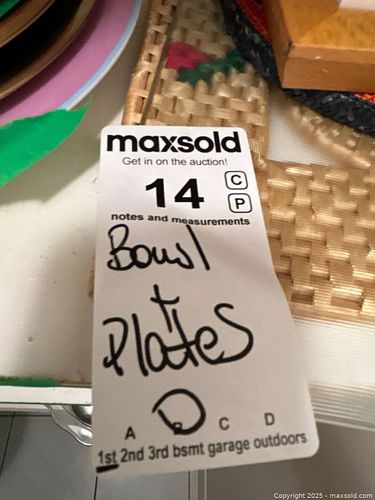 maxsold
Get in on the auction!
14
C
P
notes and measurements
Bowl
+
Plates
A B C D
1st 2nd 3rd bsmt garage outdoors
Copyright 2025 - maxsold.com